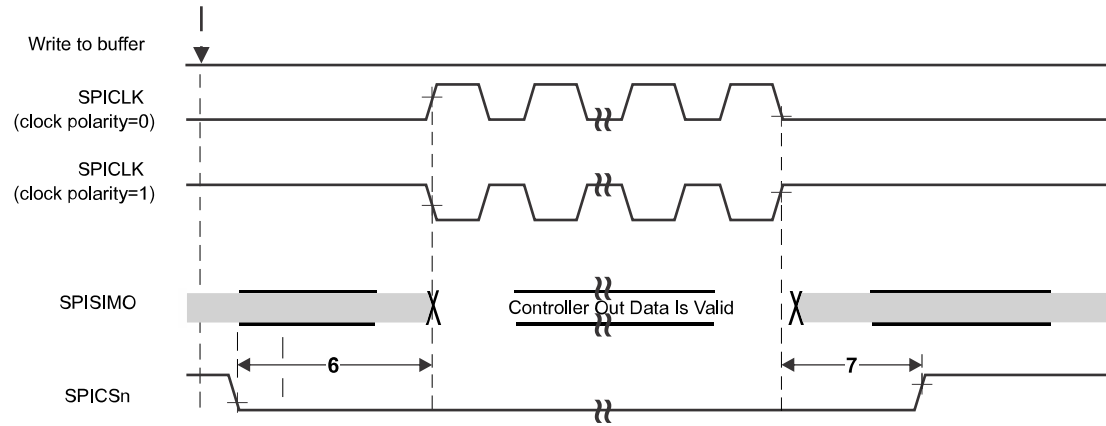 Write to buffer
SPICLK
(clock polarity=0)
SPICLK
(clock polarity=1)
SPISIMO
Controller Out Data Is Valid
6
7
SPICSn